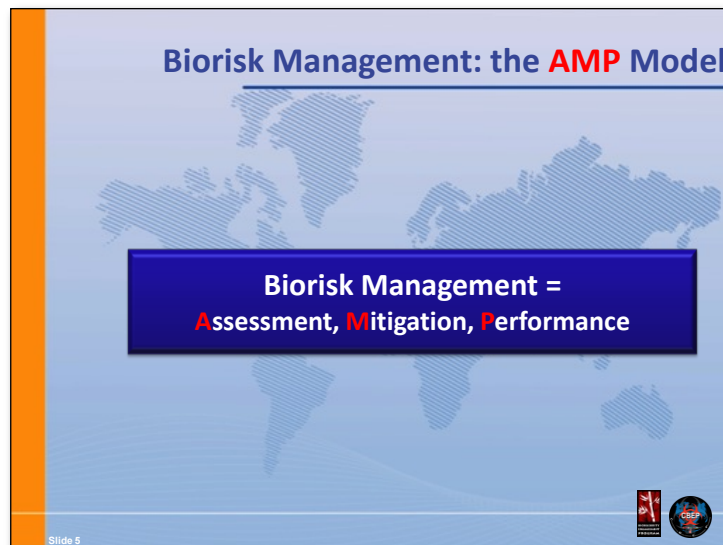 Biorisk Management: the AMP Model
Biorisk Management =
Assessment, Mitigation, Performance
CBEP
Slide 5